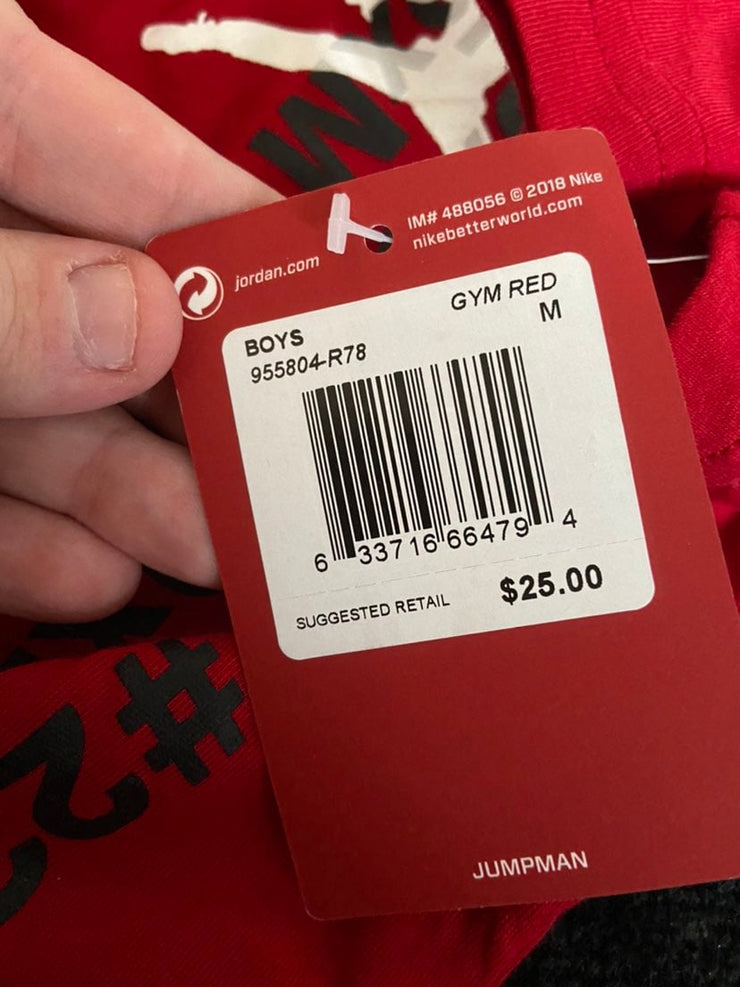 IM# 488056 © 2018 Nike
jordan.com
nikebetterworld.com
GYM RED
BOYS
M
955804-R78
6 33716 66479 4
SUGGESTED RETAIL
$25.00
JUMPMAN
#2